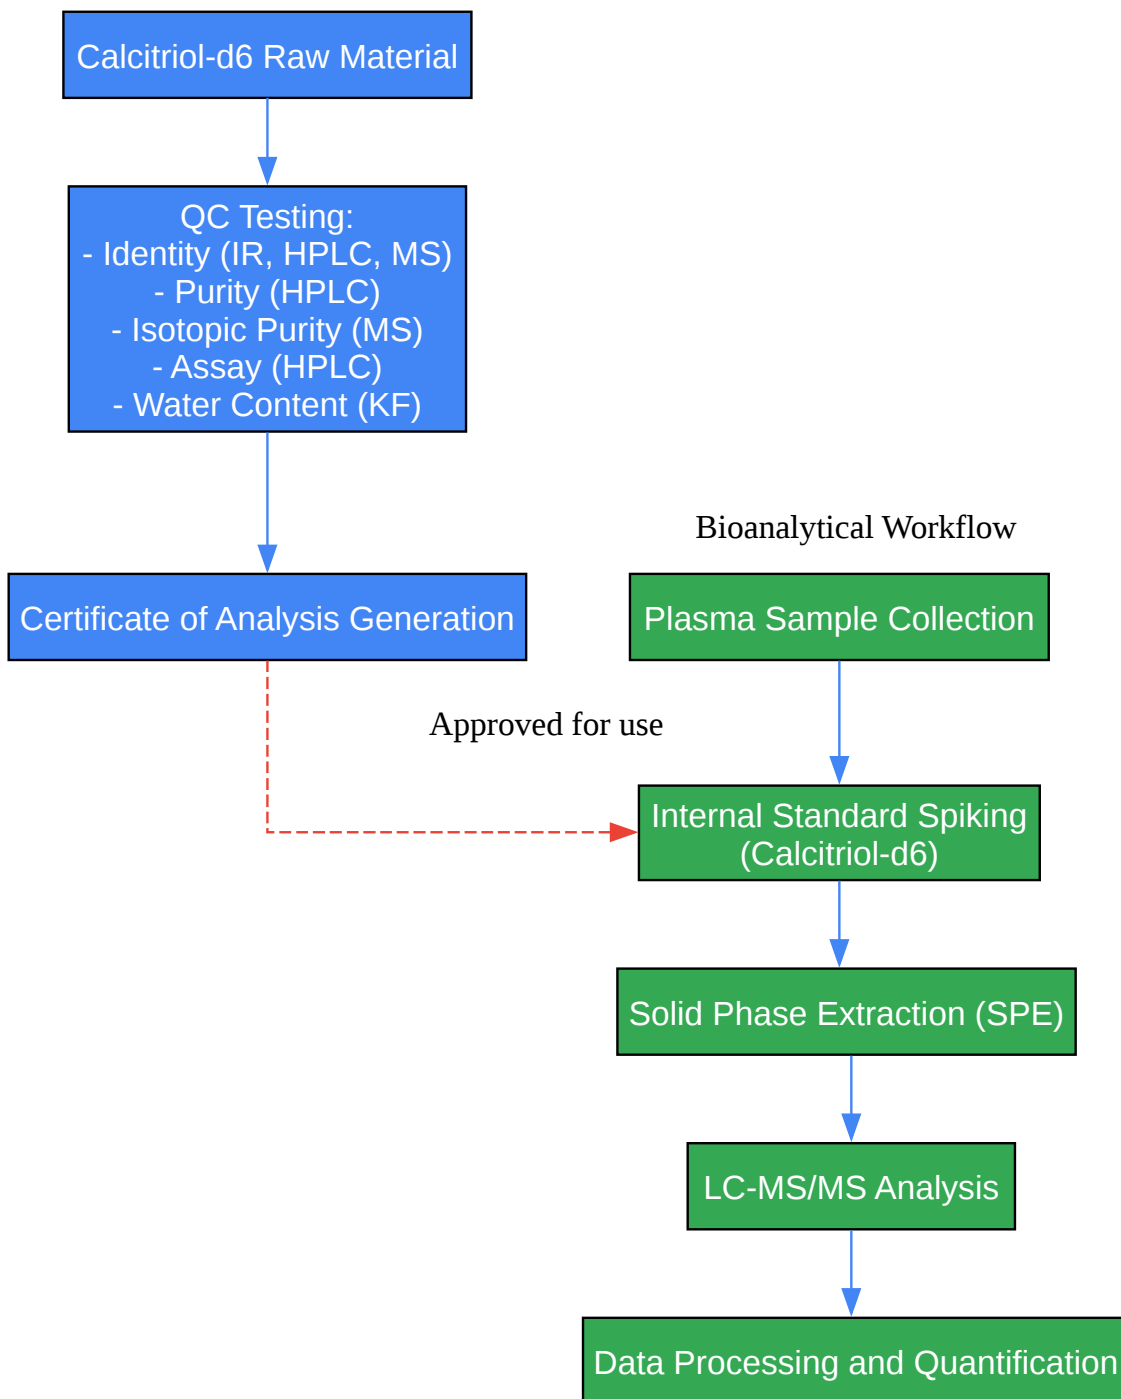 Calcitriol-d6 Raw Material
QC Testing:
- Identity (IR, HPLC, MS)
- Purity (HPLC)
- Isotopic Purity (MS)
- Assay (HPLC)
- Water Content (KF)
Certificate of Analysis Generation
Approved for use
Bioanalytical Workflow
Plasma Sample Collection
Internal Standard Spiking
(Calcitriol-d6)
Solid Phase Extraction (SPE)
LC-MS/MS Analysis
Data Processing and Quantification